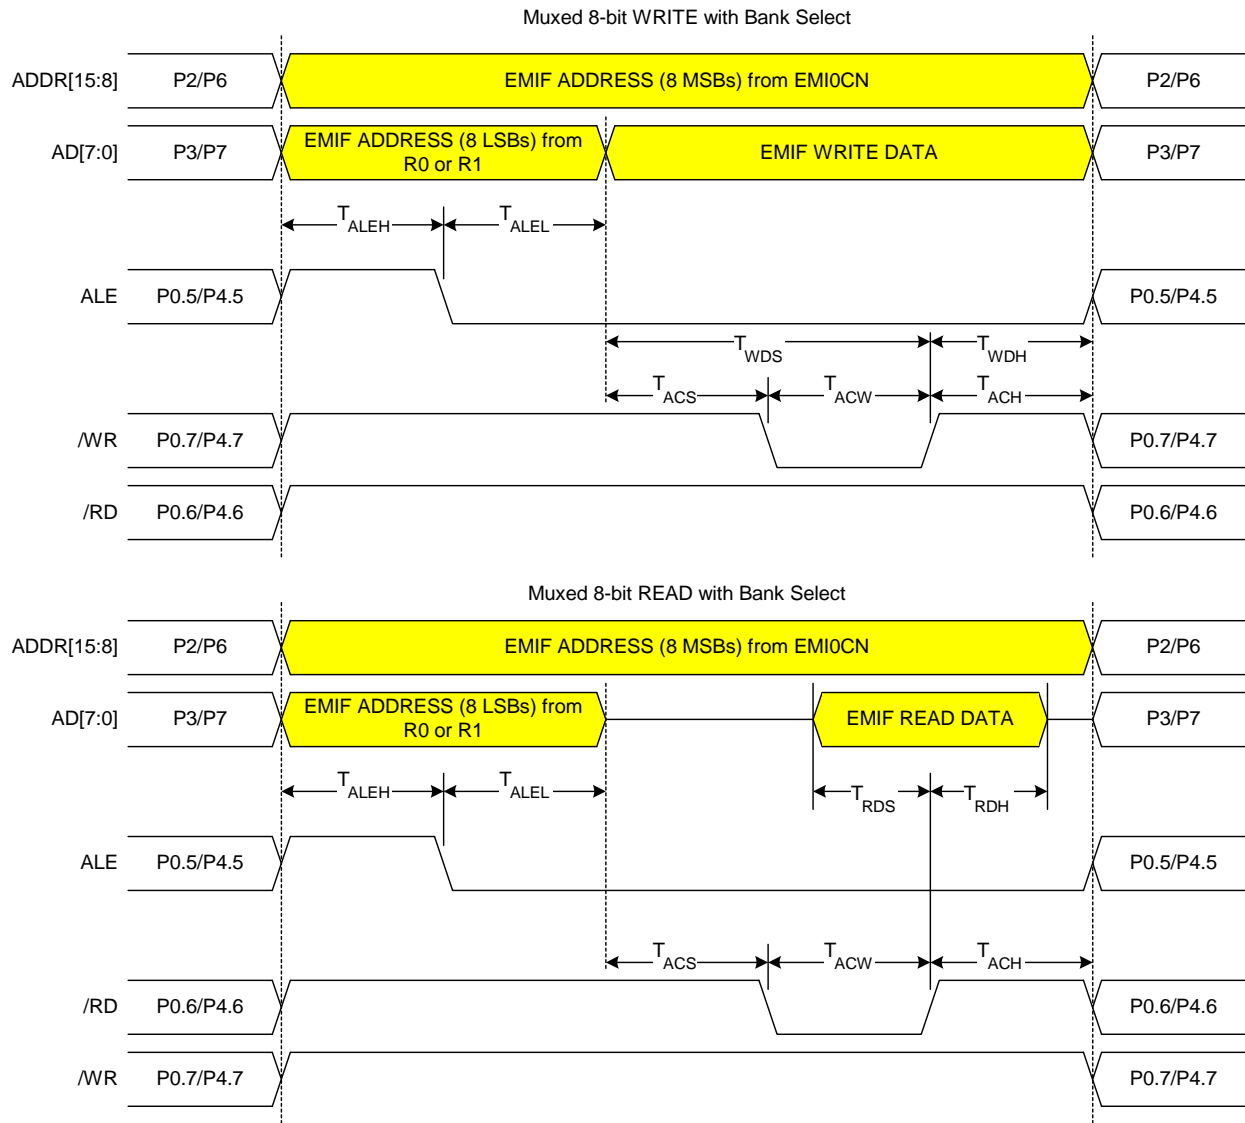 Muxed 8-bit WRITE with Bank Select
ADDR[15:8] P2/P6 EMIF ADDRESS (8 MSBs) from EMI0CN P2/P6
AD[7:0] P3/P7 EMIF ADDRESS (8 LSBs) from R0 or R1 EMIF WRITE DATA P3/P7
TALEH TALEL
ALE P0.5/P4.5 P0.5/P4.5
TWDS TWDH
TACS TACW TACH
/WR P0.7/P4.7 P0.7/P4.7
/RD P0.6/P4.6 P0.6/P4.6
Muxed 8-bit READ with Bank Select
ADDR[15:8] P2/P6 EMIF ADDRESS (8 MSBs) from EMI0CN P2/P6
AD[7:0] P3/P7 EMIF ADDRESS (8 LSBs) from R0 or R1 EMIF READ DATA P3/P7
TALEH TALEL TRDS TRDH
ALE P0.5/P4.5 P0.5/P4.5
TACS TACW TACH
/RD P0.6/P4.6 P0.6/P4.6
/WR P0.7/P4.7 P0.7/P4.7